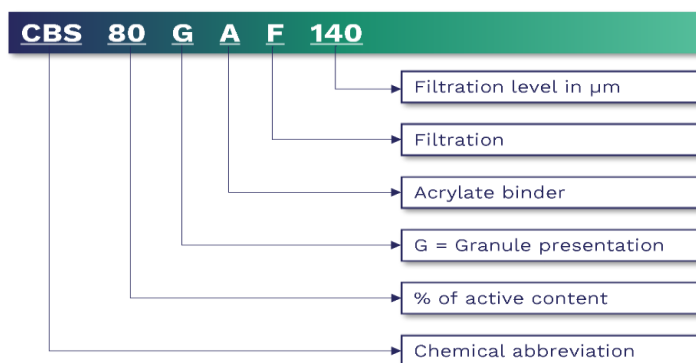 CBS 80 G A F 140
Filtration level in µm
Filtration
Acrylate binder
G = Granule presentation
% of active content
Chemical abbreviation